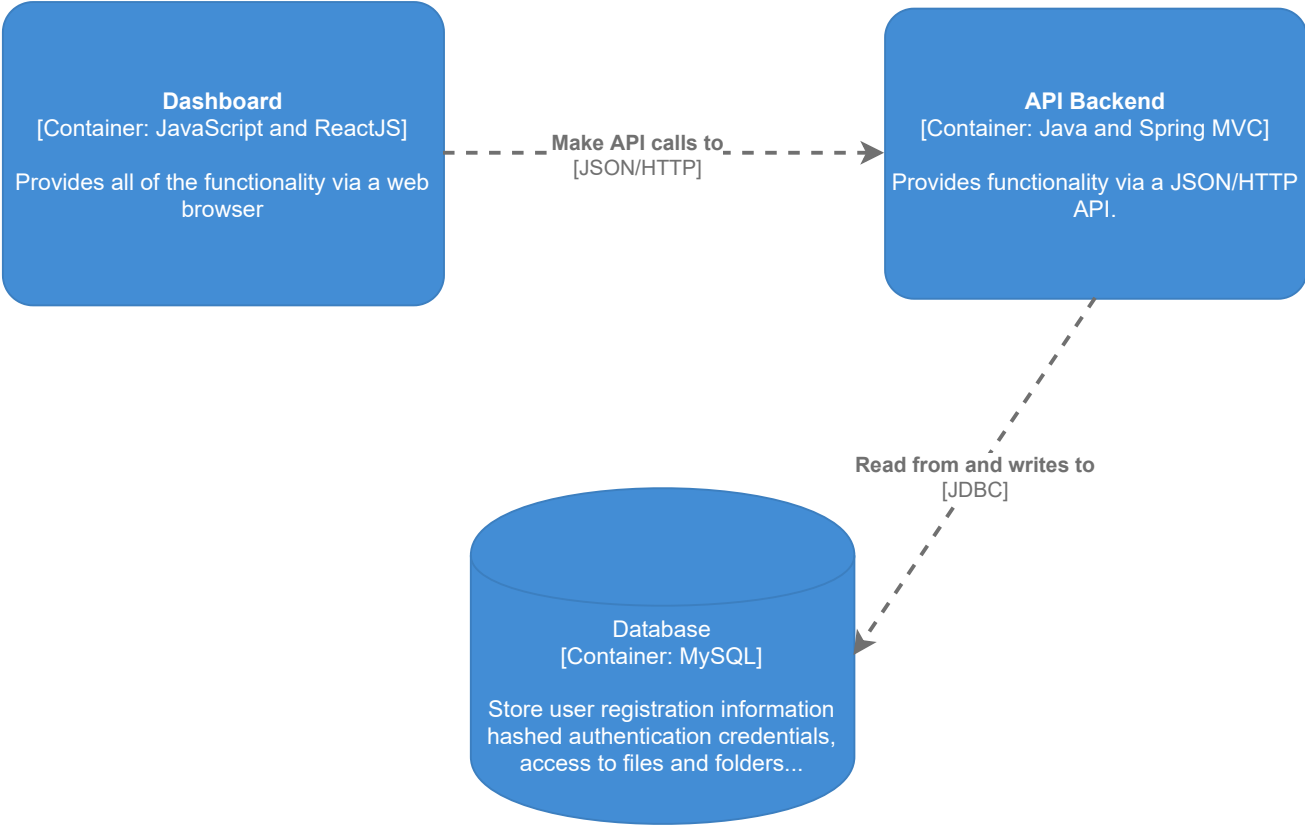 Dashboard
[Container: JavaScript and ReactJS]
Provides all of the functionality via a web
browser
Make API calls to
[JSON/HTTP]
API Backend
[Container: Java and Spring MVC]
Provides functionality via a JSON/HTTP
API.
Read from and writes to
[JDBC]
Database
[Container: MySQL]
Store user registration information
hashed authentication credentials,
access to files and folders...